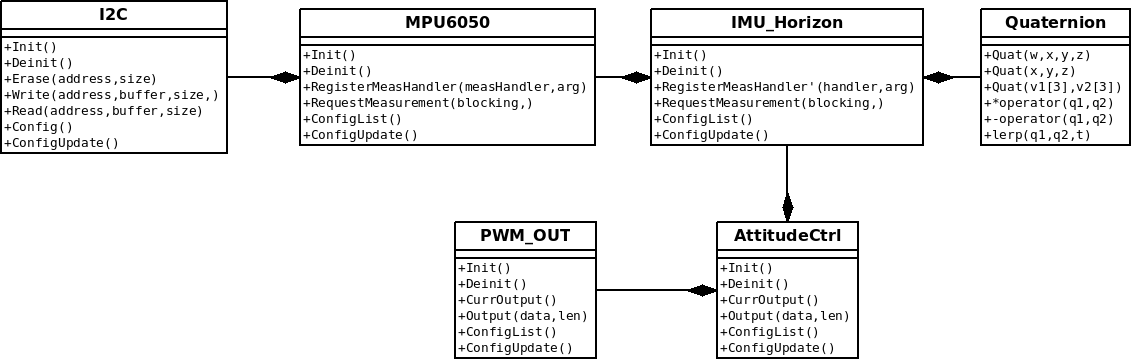 I2C
+Init()
+Deinit()
+Erase(address,size)
+Write(address,buffer,size,)
+Read(address,buffer,size)
+Config()
+ConfigUpdate()
MPU6050
+Init()
+Deinit()
+RegisterMeasHandler(measHandler,arg)
+RequestMeasurement(blocking,)
+ConfigList()
+ConfigUpdate()
IMU_Horizon
+Init()
+Deinit()
+RegisterMeasHandler'(handler,arg)
+RequestMeasurement(blocking,)
+ConfigList()
+ConfigUpdate()
Quaternion
+Quat(w,x,y,z)
+Quat(x,y,z)
+Quat(v1[3],v2[3])
+*operator(q1,q2)
+-operator(q1,q2)
+lerp(q1,q2,t)
PWM_OUT
+Init()
+Deinit()
+CurrOutput()
+Output(data,len)
+ConfigList()
+ConfigUpdate()
AttitudeCtrl
+Init()
+Deinit()
+CurrOutput()
+Output(data,len)
+ConfigList()
+ConfigUpdate()